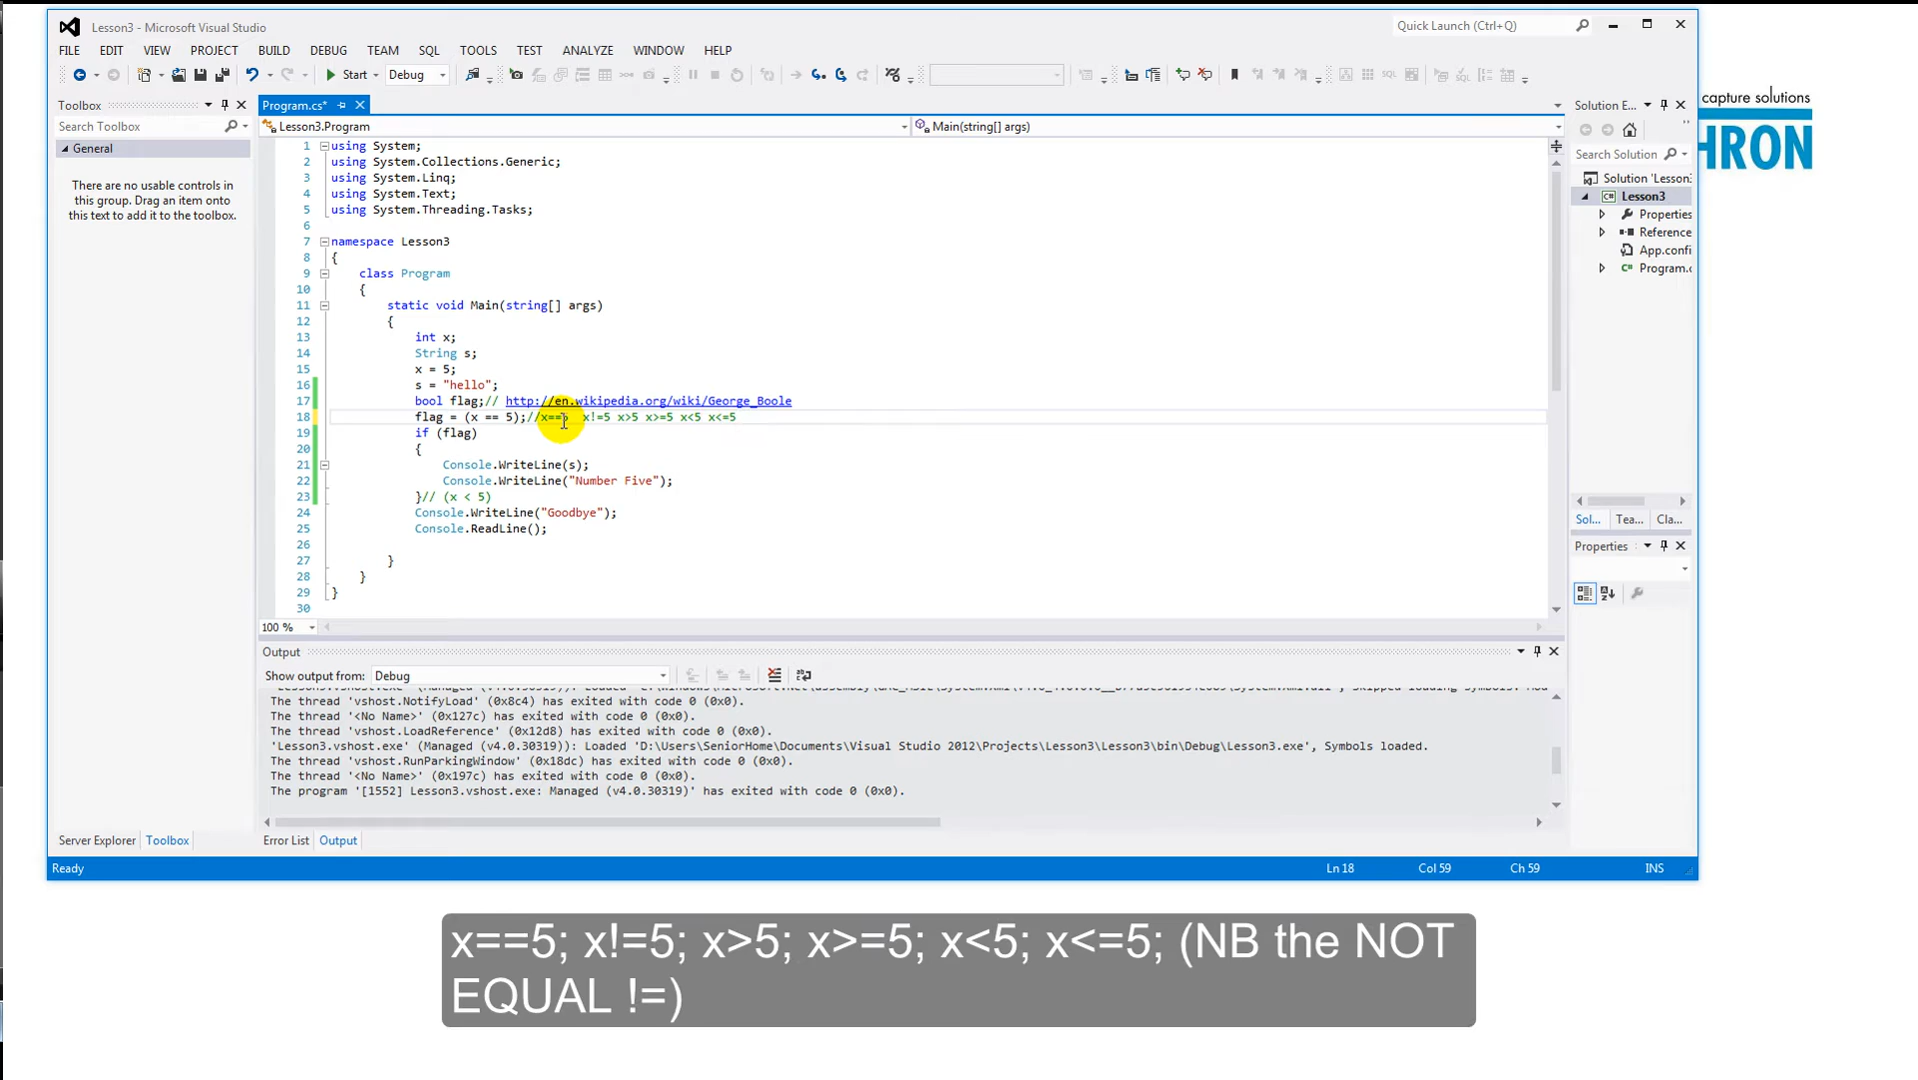 Lesson3 - Microsoft Visual Studio
Quick Launch (Ctrl+Q)
FILE EDIT VIEW PROJECT BUILD DEBUG TEAM SQL TOOLS TEST ANALYZE WINDOW HELP
Start Debug
capture solutions
HRON
Toolbox
Search Toolbox
General
There are no usable controls in
this group. Drag an item onto
this text to add it to the toolbox.
Program.cs*
Lesson3.Program Main(string[] args)
1 using System;
2 using System.Collections.Generic;
3 using System.Linq;
4 using System.Text;
5 using System.Threading.Tasks;
6
7 namespace Lesson3
8 {
9 class Program
10 {
11 static void Main(string[] args)
12 {
13 int x;
14 String s;
15 x = 5;
16 s = "hello";
17 bool flag;// http://en.wikipedia.org/wiki/George_Boole
18 flag = (x == 5);//x==5 x!=5 x>5 x>=5 x<5 x<=5
19 if (flag)
20 {
21 Console.WriteLine(s);
22 Console.WriteLine("Number Five");
23 }// (x < 5)
24 Console.WriteLine("Goodbye");
25 Console.ReadLine();
26
27 }
28 }
29 }
30
100 %
Solution E...
Search Solution
Solution 'Lesson3
Lesson3
Properties
Reference
App.confi
Program.c
Sol... Tea... Cla...
Properties
Output
Show output from: Debug
The thread 'vshost.NotifyLoad' (0x8c4) has exited with code 0 (0x0).
The thread '<No Name>' (0x127c) has exited with code 0 (0x0).
The thread 'vshost.LoadReference' (0x12d8) has exited with code 0 (0x0).
'Lesson3.vshost.exe' (Managed (v4.0.30319)): Loaded 'D:\Users\SeniorHome\Documents\Visual Studio 2012\Projects\Lesson3\Lesson3\bin\Debug\Lesson3.exe', Symbols loaded.
The thread 'vshost.RunParkingWindow' (0x18dc) has exited with code 0 (0x0).
The thread '<No Name>' (0x197c) has exited with code 0 (0x0).
The program '[1552] Lesson3.vshost.exe: Managed (v4.0.30319)' has exited with code 0 (0x0).
Server Explorer Toolbox
Error List Output
Ready Ln 18 Col 59 Ch 59 INS
x==5; x!=5; x>5; x>=5; x<5; x<=5; (NB the NOT
EQUAL !=)